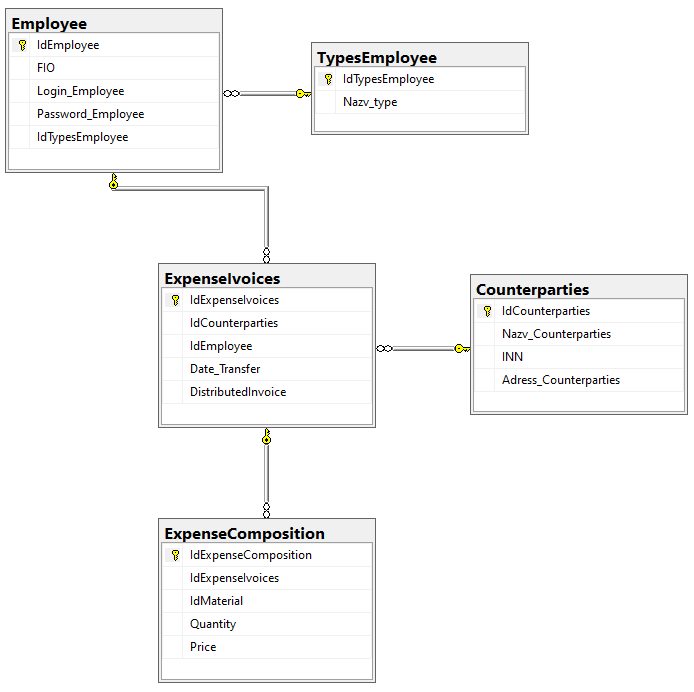 Employee
IdEmployee
FIO
Login_Employee
Password_Employee
IdTypesEmployee
TypesEmployee
IdTypesEmployee
Nazv_type
ExpenseIvoices
IdExpenseIvoices
IdCounterparties
IdEmployee
Date_Transfer
DistributedInvoice
Counterparties
IdCounterparties
Nazv_Counterparties
INN
Adress_Counterparties
ExpenseComposition
IdExpenseComposition
IdExpenseIvoices
IdMaterial
Quantity
Price